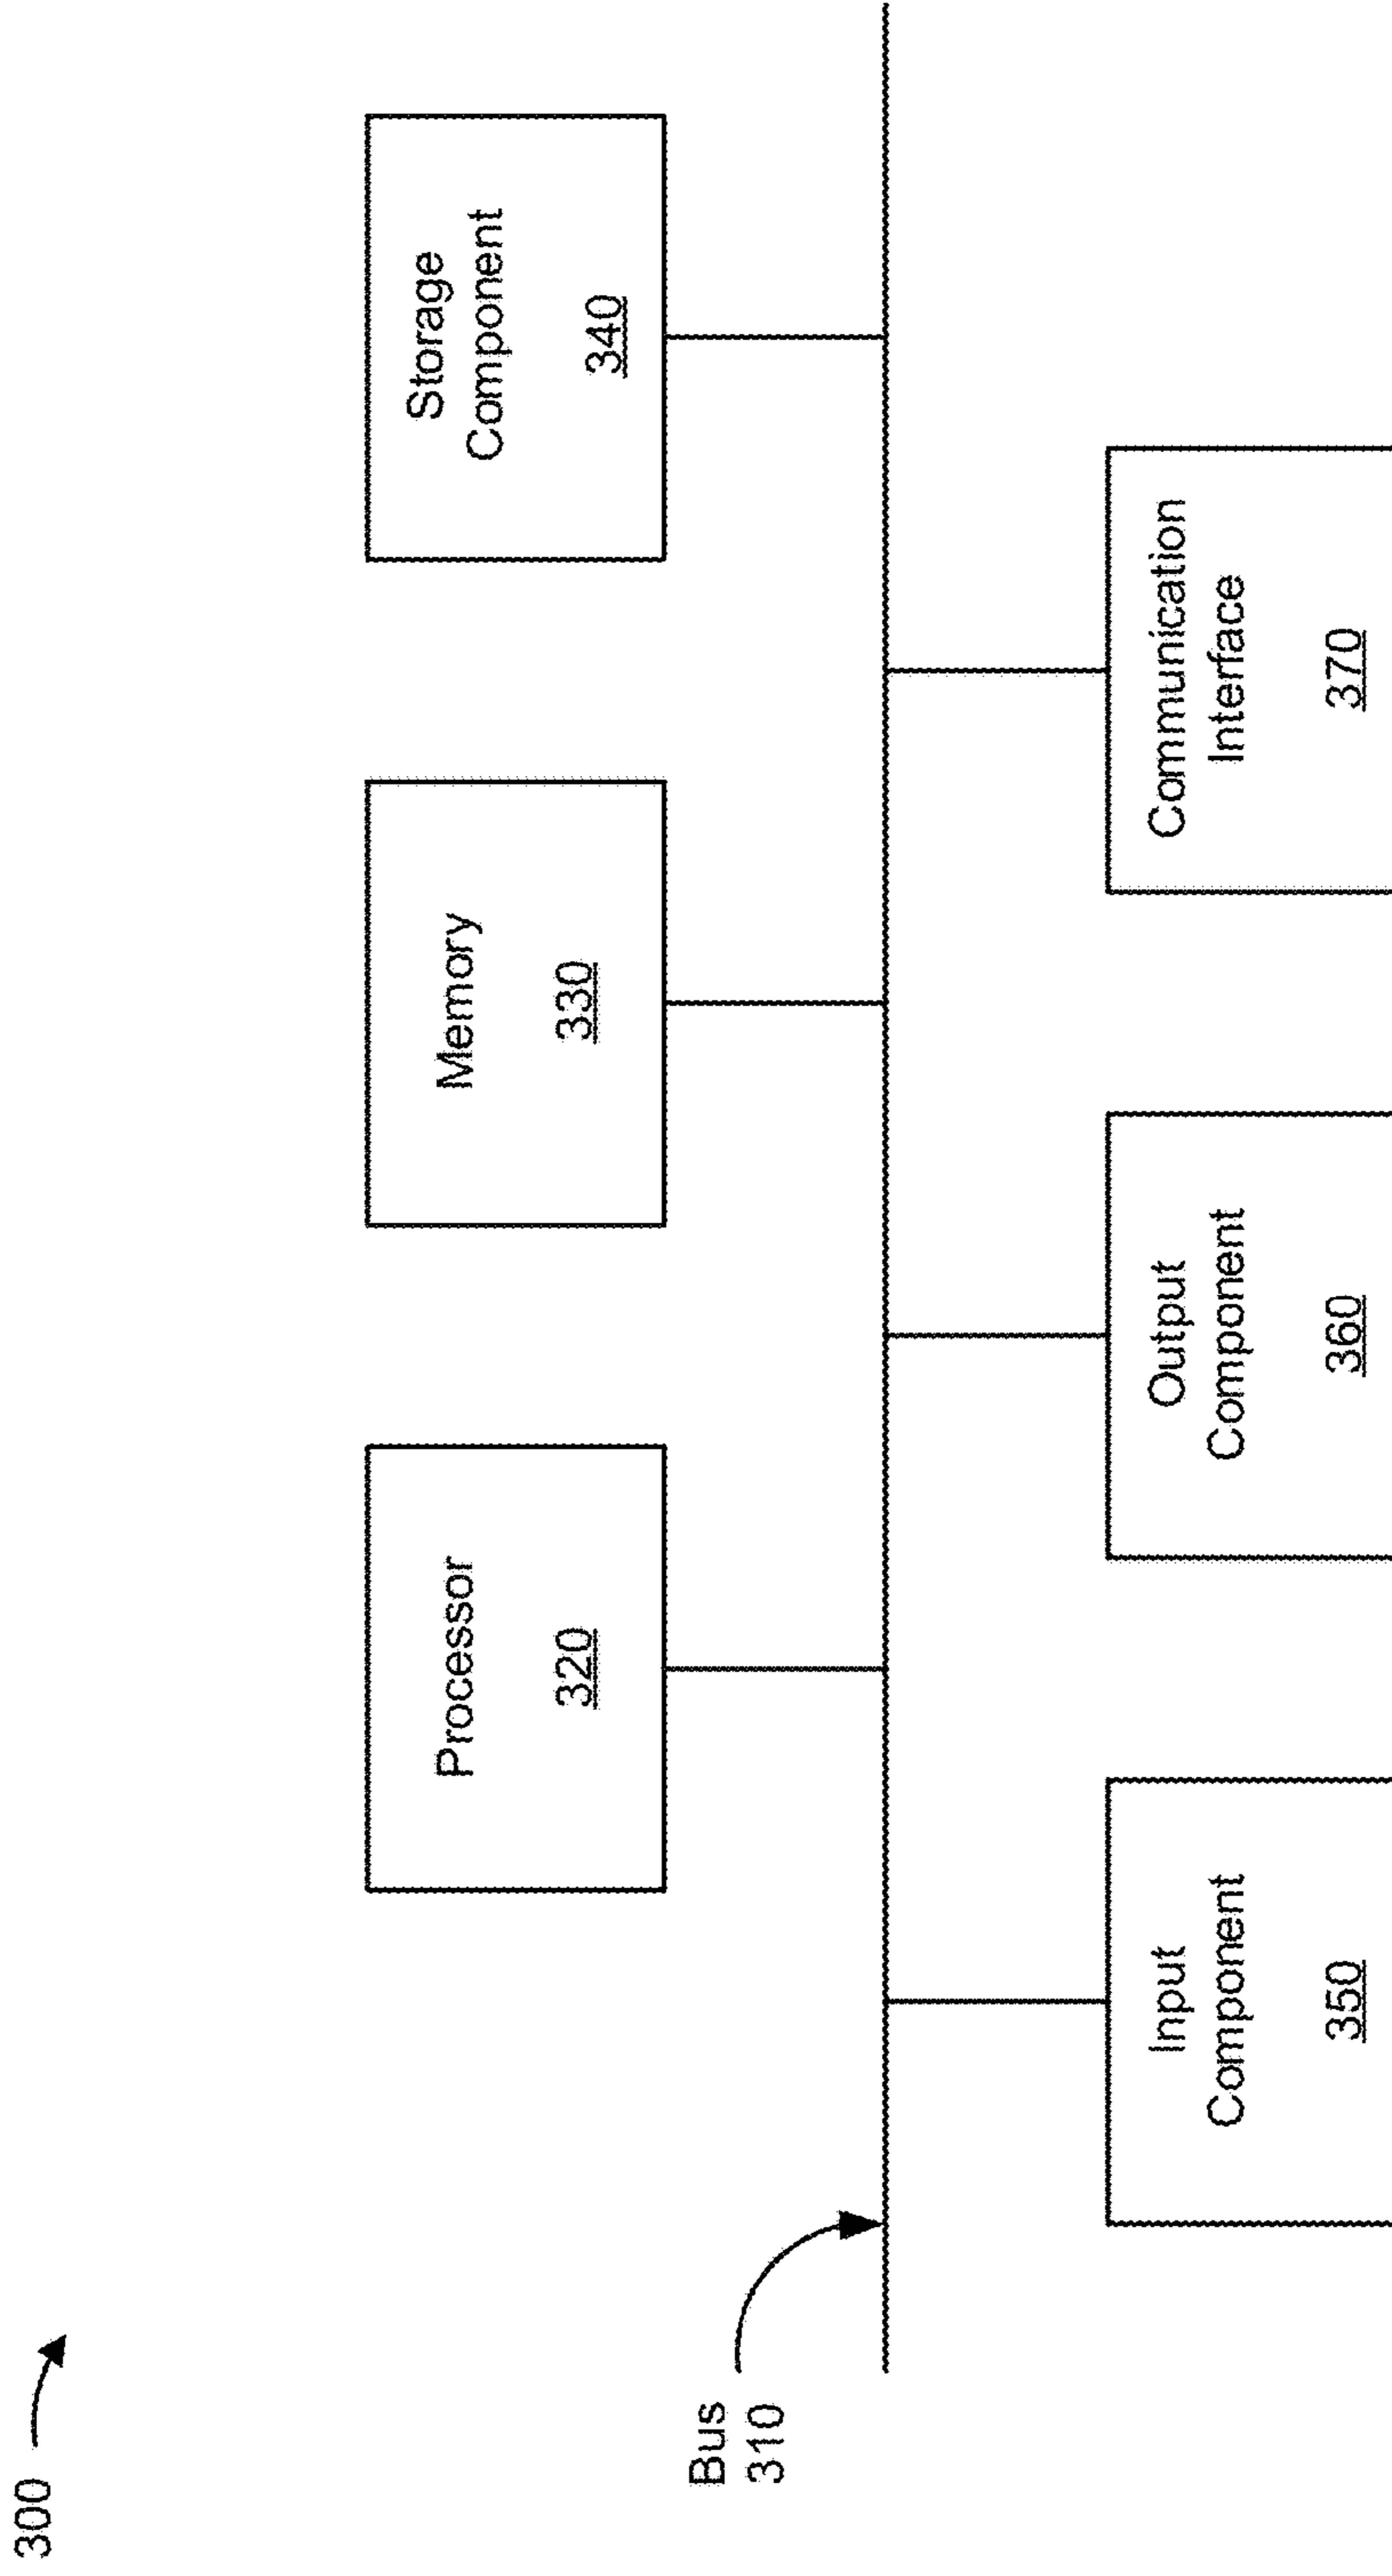 300
Processor
320
Memory
330
Storage
Component
340
Bus
310
Input
Component
350
Output
Component
360
Communication
Interface
370